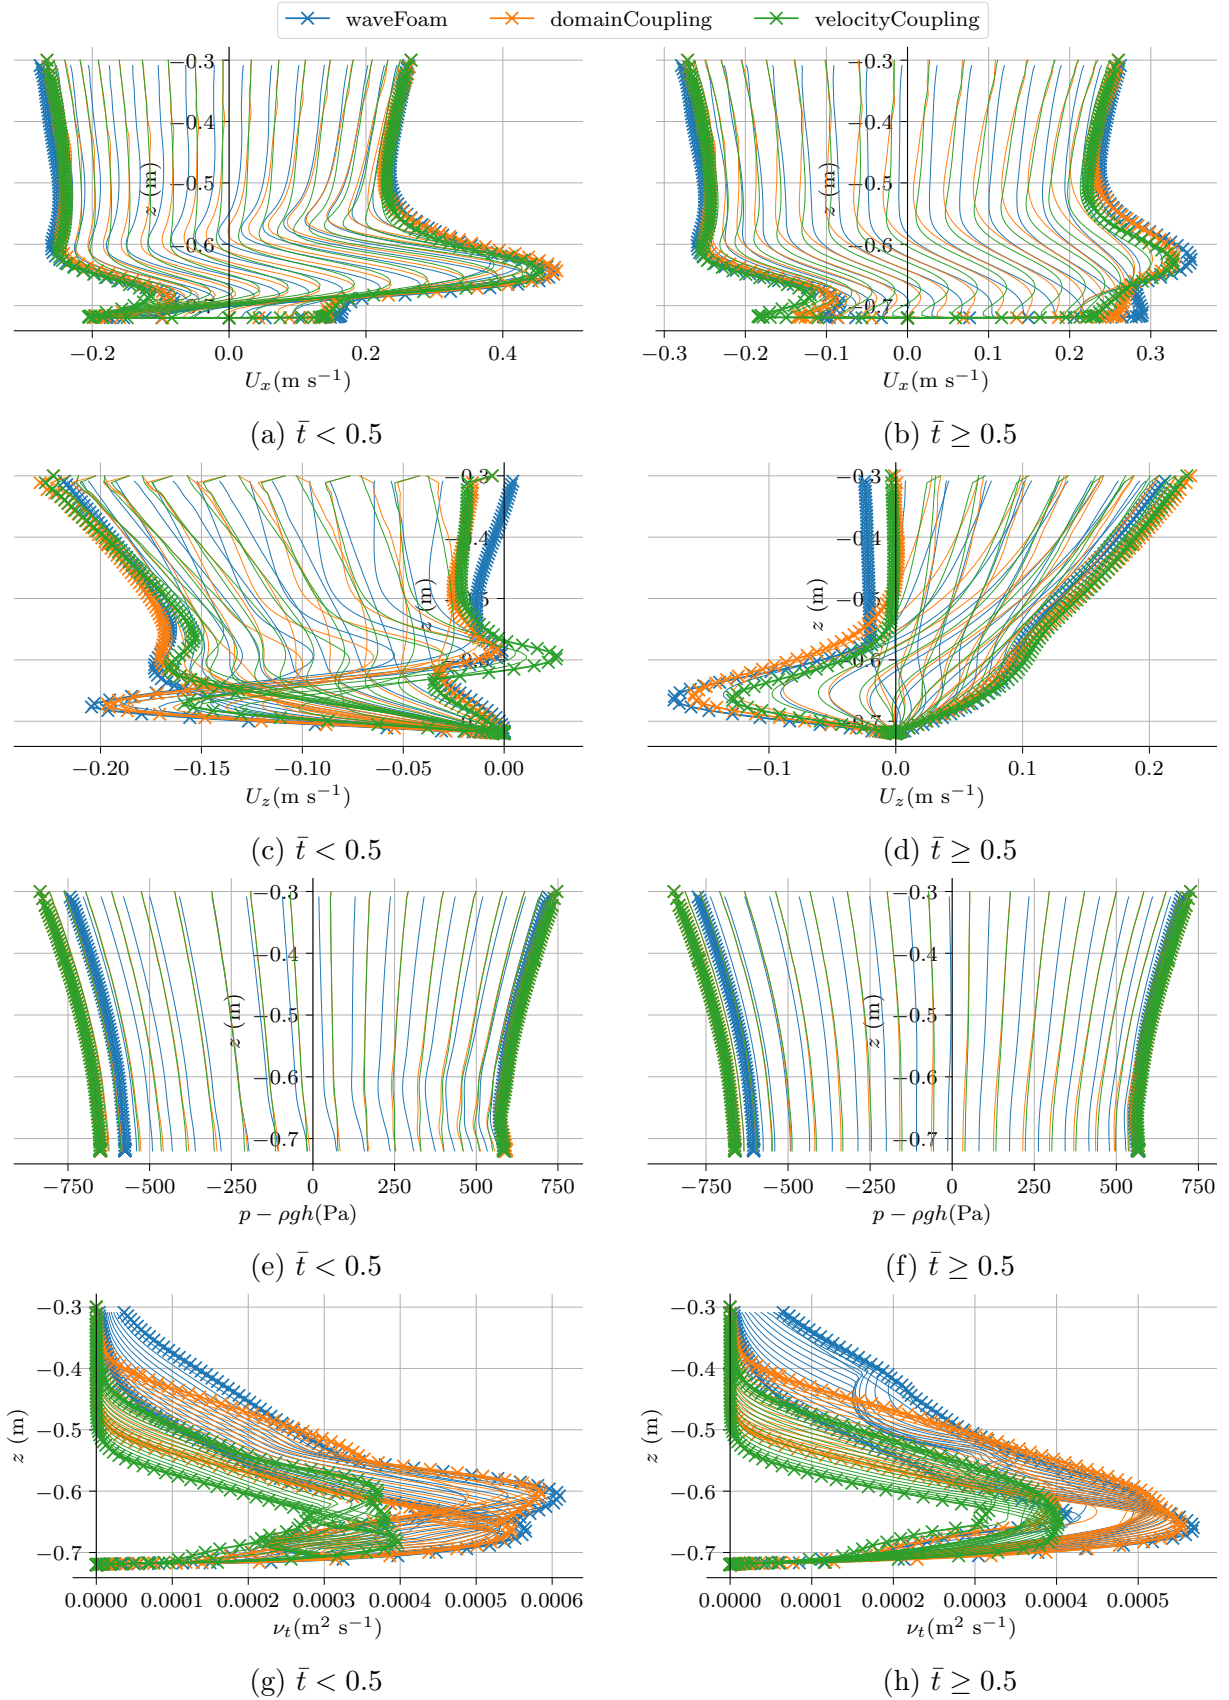 waveFoam domainCoupling velocityCoupling
−0.3 −0.3
−0.4 −0.4
z (m) z (m)
−0.5 −0.5
−0.6 −0.6
−0.7
−0.2 0.0 0.2 0.4 −0.3 −0.2 −0.1 0.0 0.1 0.2 0.3
U_x(m s⁻¹) U_x(m s⁻¹)
(a) t̄ < 0.5 (b) t̄ ≥ 0.5
−0.3 −0.3
−0.4 −0.4
z (m) z (m)
−0.6
−0.7
−0.20 −0.15 −0.10 −0.05 0.00 −0.1 0.0 0.1 0.2
U_z(m s⁻¹) U_z(m s⁻¹)
(c) t̄ < 0.5 (d) t̄ ≥ 0.5
−0.3 −0.3
−0.4 −0.4
z (m) z (m)
−0.5 −0.5
−0.6 −0.6
−0.7 −0.7
−750 −500 −250 0 250 500 750 −750 −500 −250 0 250 500 750
p − ρgh(Pa) p − ρgh(Pa)
(e) t̄ < 0.5 (f) t̄ ≥ 0.5
−0.3 −0.3
−0.4 −0.4
z (m) z (m)
−0.5 −0.5
−0.6 −0.6
−0.7 −0.7
0.0000 0.0001 0.0002 0.0003 0.0004 0.0005 0.0006 0.0000 0.0001 0.0002 0.0003 0.0004 0.0005
ν_t(m² s⁻¹) ν_t(m² s⁻¹)
(g) t̄ < 0.5 (h) t̄ ≥ 0.5